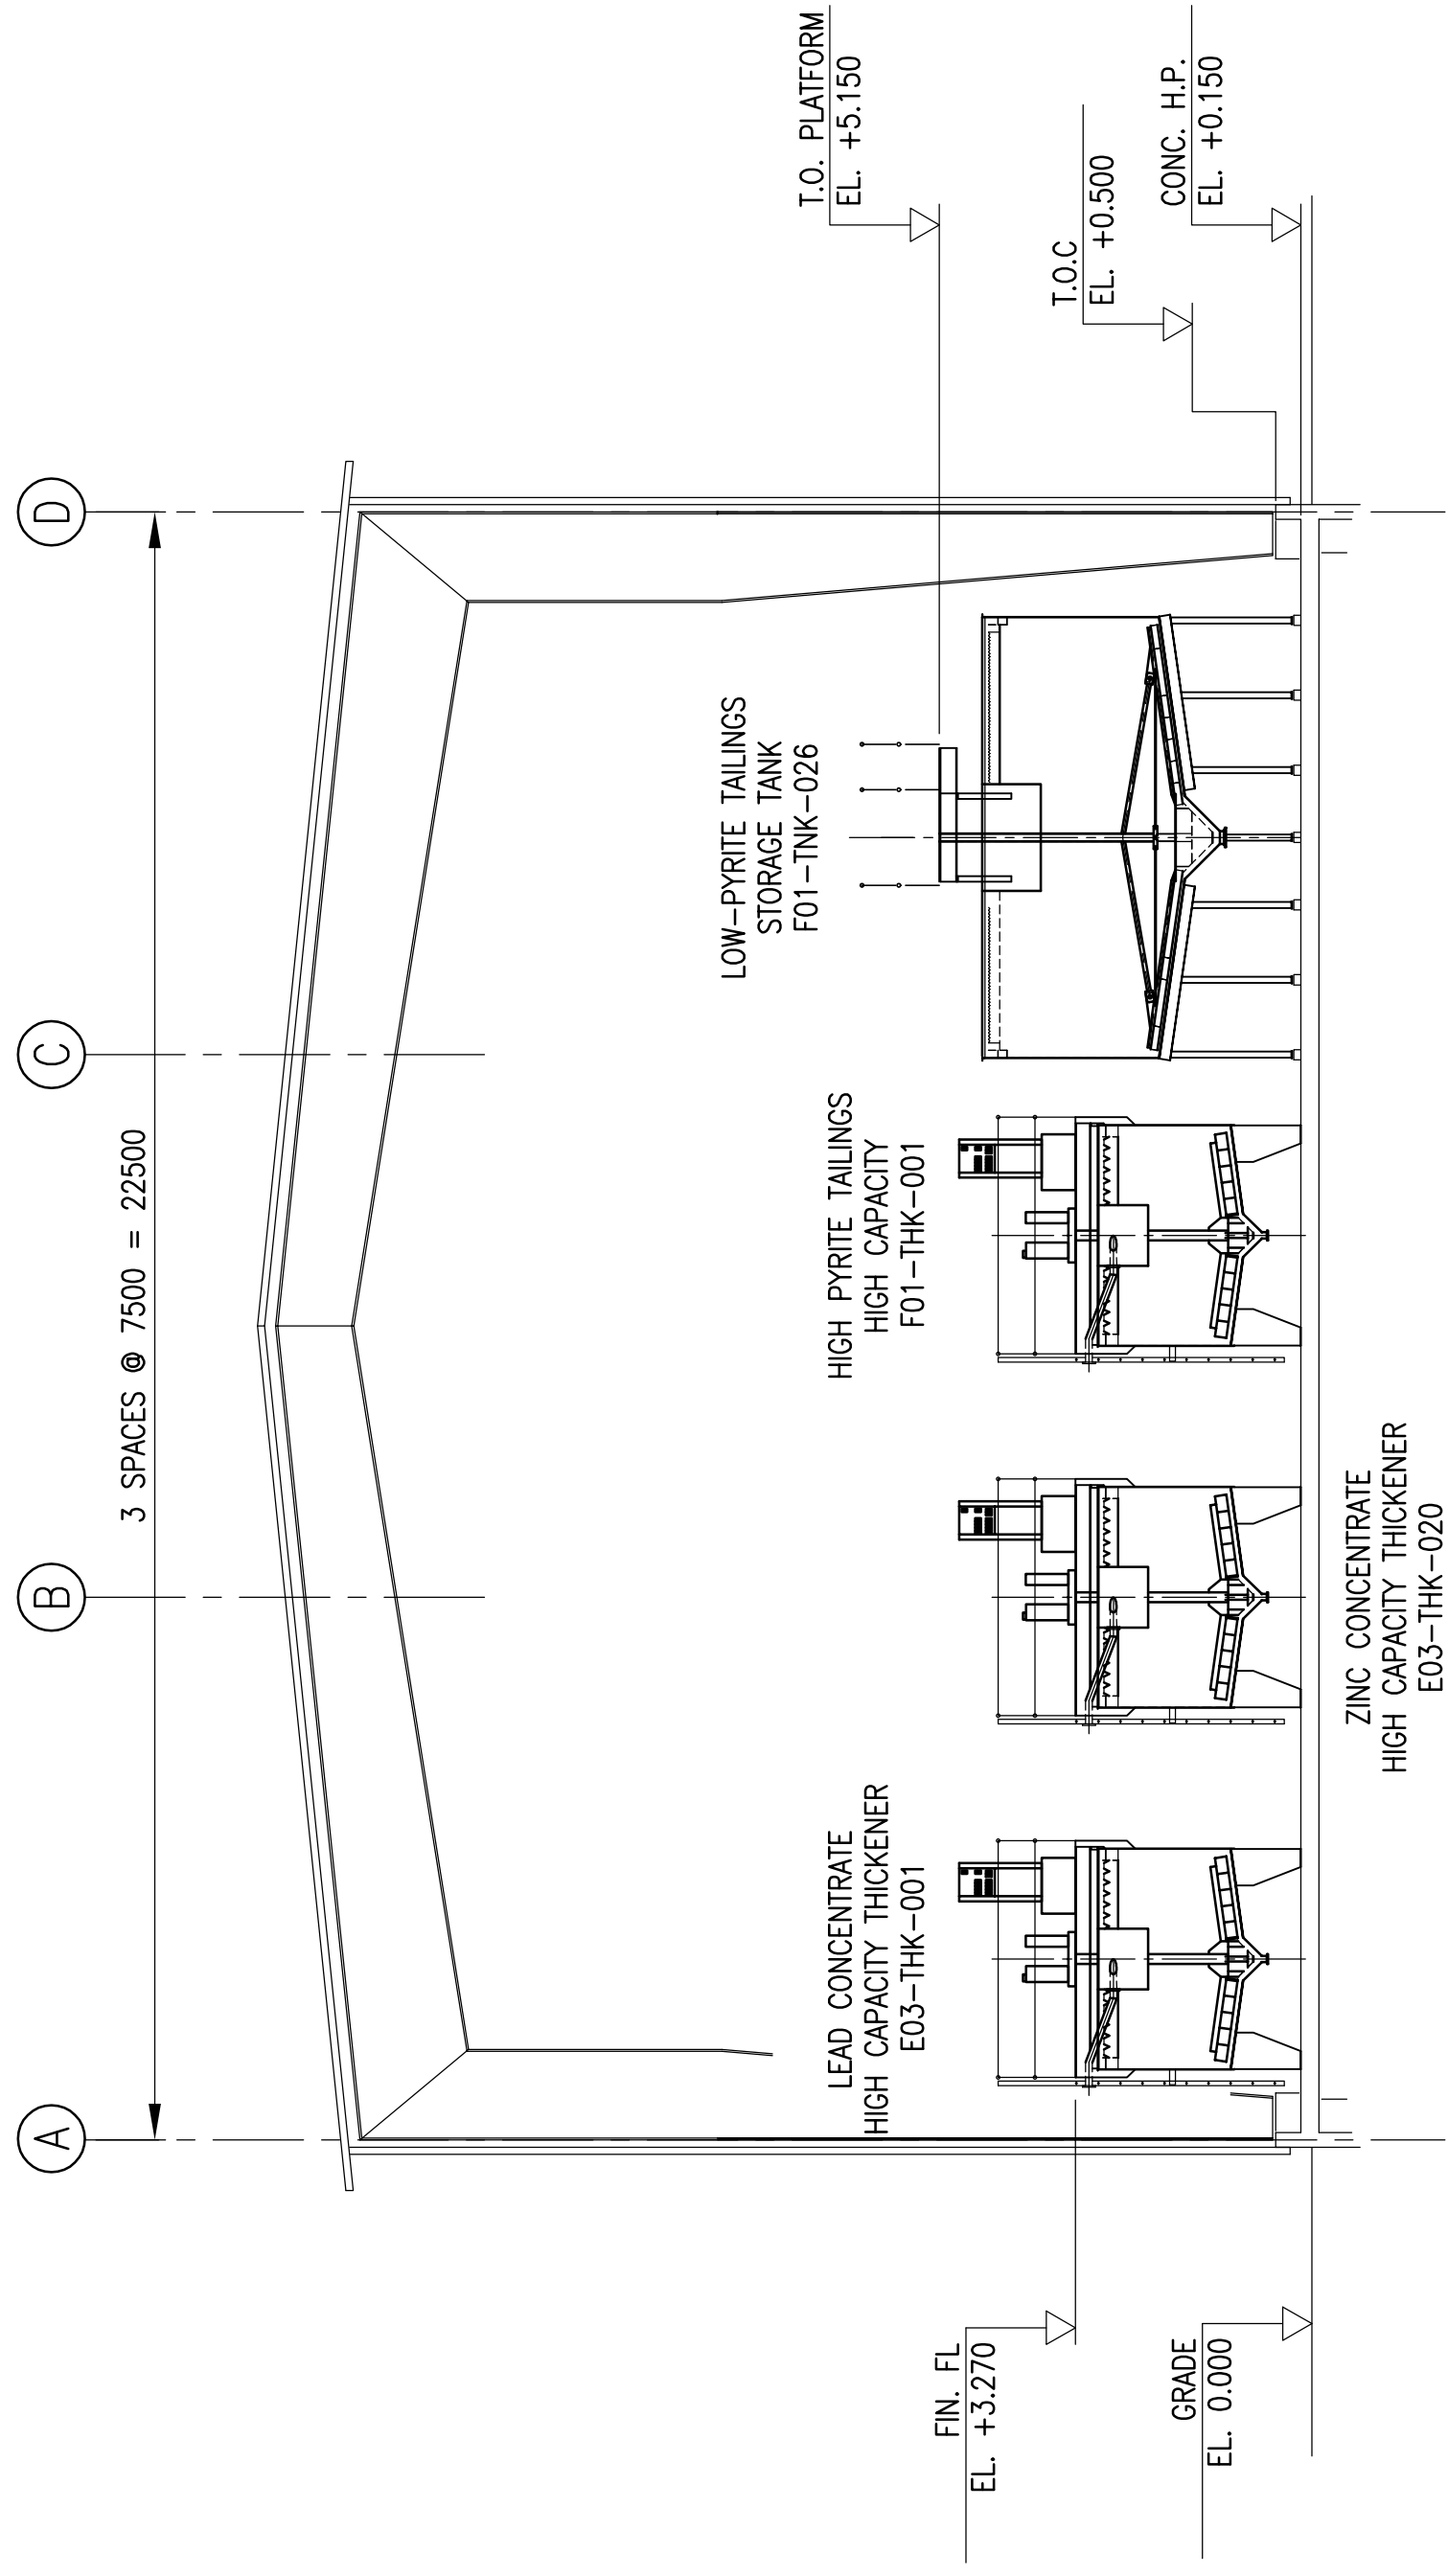 A
B
C
D
3 SPACES @ 7500 = 22500
LOW-PYRITE TAILINGS
STORAGE TANK
F01-TNK-026
T.O. PLATFORM
EL. +5.150
HIGH PYRITE TAILINGS
HIGH CAPACITY
F01-THK-001
LEAD CONCENTRATE
HIGH CAPACITY THICKENER
E03-THK-001
FIN. FL
EL. +3.270
T.O.C
EL. +0.500
CONC. H.P.
EL. +0.150
GRADE
EL. 0.000
ZINC CONCENTRATE
HIGH CAPACITY THICKENER
E03-THK-020